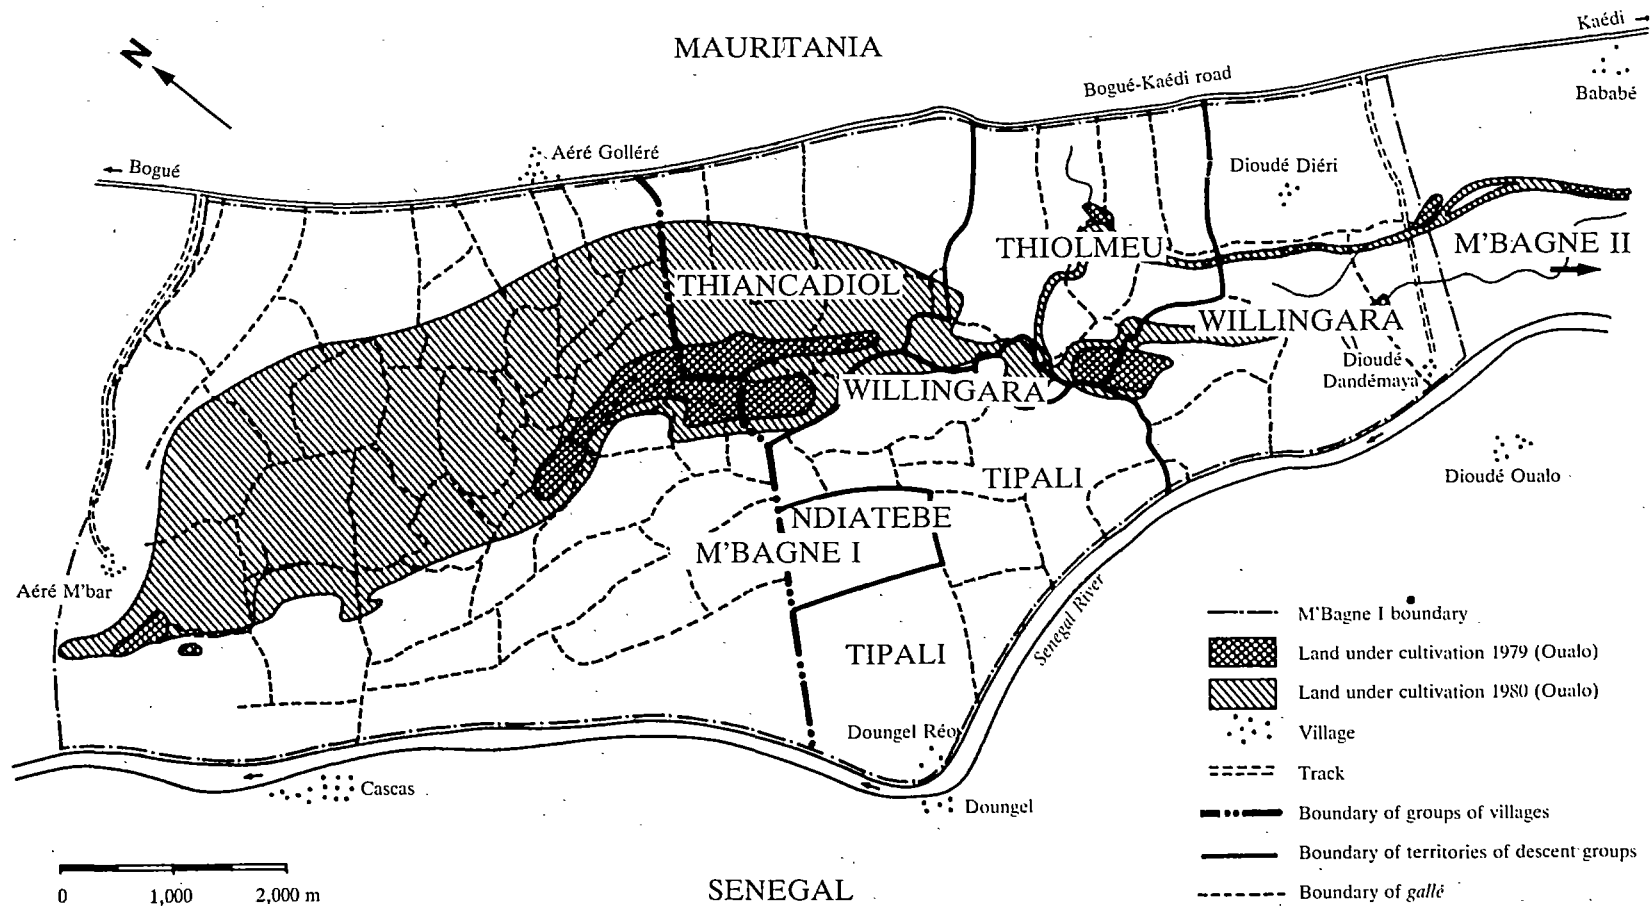 N
MAURITANIA
Kaédi
Bogué-Kaédi road
Bababé
Bogué
Aéré Golléré
Dioudé Diéri
THIOLMEU
M'BAGNE II
THIANCADIOL
WILLINGARA
Dioudé
Dandémaya
WILLINGARA
Dioudé Oualo
TIPALI
NDIATEBE
M'BAGNE I
Aéré M'bar
Senegal River
TIPALI
Doungel Réo
Cascas
Doungel
SENEGAL
0 1,000 2,000 m
M'Bagne I boundary
Land under cultivation 1979 (Oualo)
Land under cultivation 1980 (Oualo)
Village
Track
Boundary of groups of villages
Boundary of territories of descent groups
Boundary of gallé